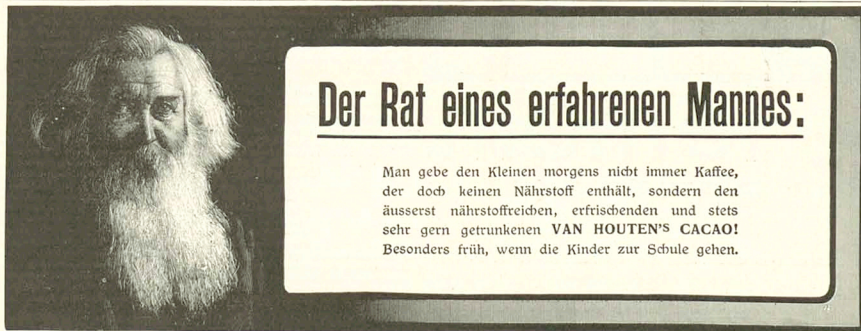 Der Rat eines erfahrenen Mannes:
Man gebe den Kleinen morgens nicht immer Kaffee,
der doch keinen Nährstoff enthält, sondern den
äusserst nährstoffreichen, erfrischenden und stets
sehr gern getrunkenen VAN HOUTEN'S CACAO!
Besonders früh, wenn die Kinder zur Schule gehen.